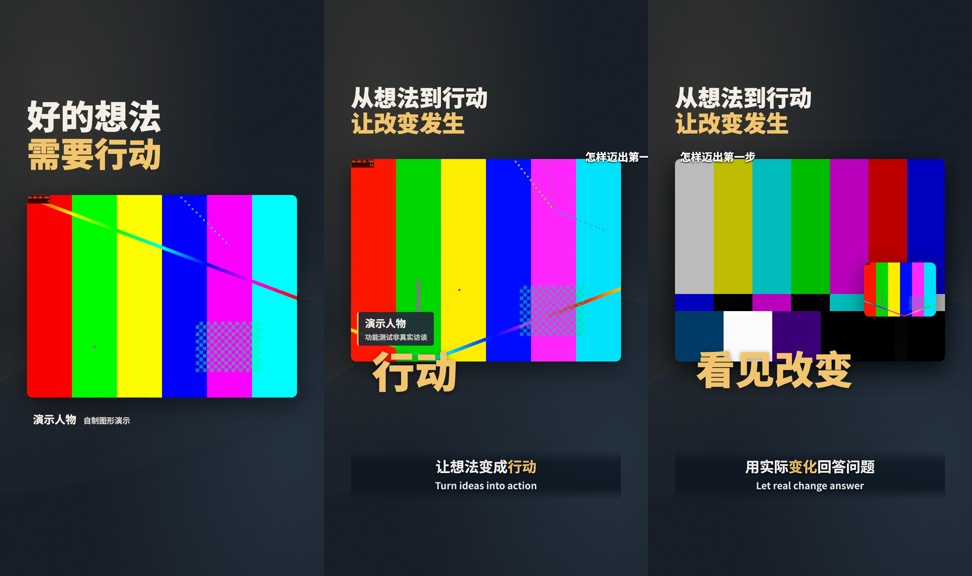 好的想法
需要行动
演示人物 自制图形演示
从想法到行动
让改变发生
怎样迈出第一
演示人物
功能测试非真实访谈
行动
让想法变成行动
Turn ideas into action
从想法到行动
让改变发生
怎样迈出第一步
看见改变
用实际变化回答问题
Let real change answer